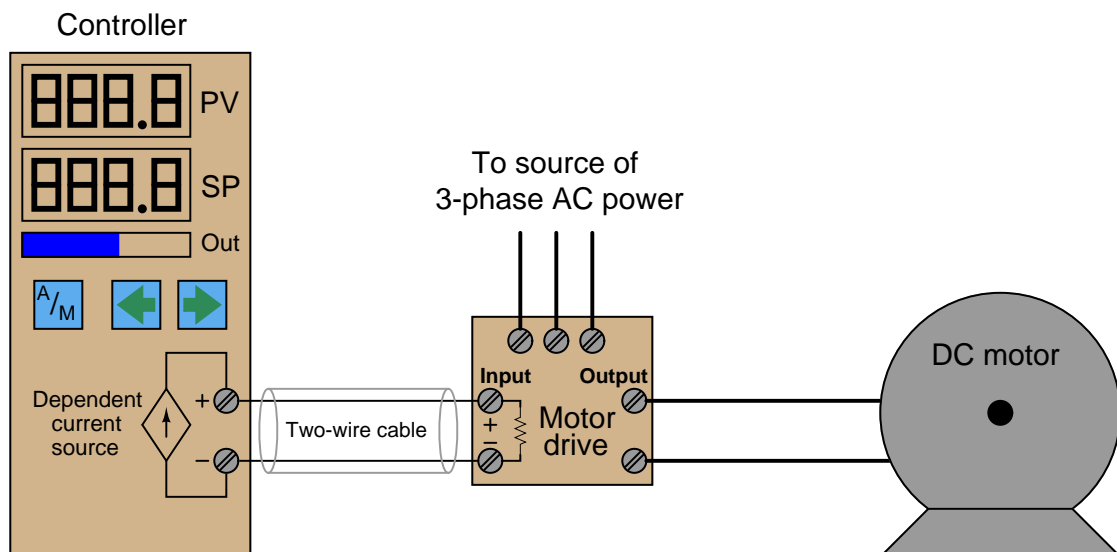 Controller
888.8 PV
888.8 SP
Out
A/M
Dependent
current
source
+
−
Two-wire cable
To source of
3-phase AC power
Input
Output
+
−
Motor
drive
DC motor